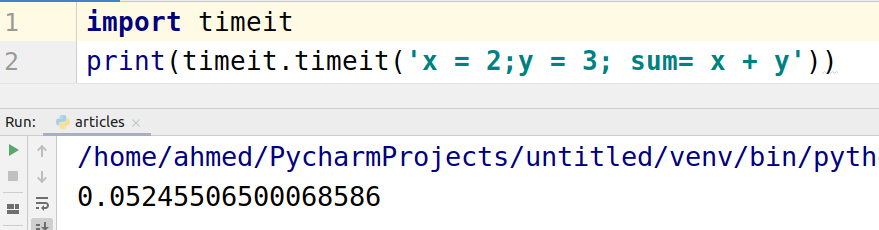 1 import timeit
2 print(timeit.timeit('x = 2;y = 3; sum= x + y'))
Run: articles
/home/ahmed/PycharmProjects/untitled/venv/bin/pyth
0.05245506500068586